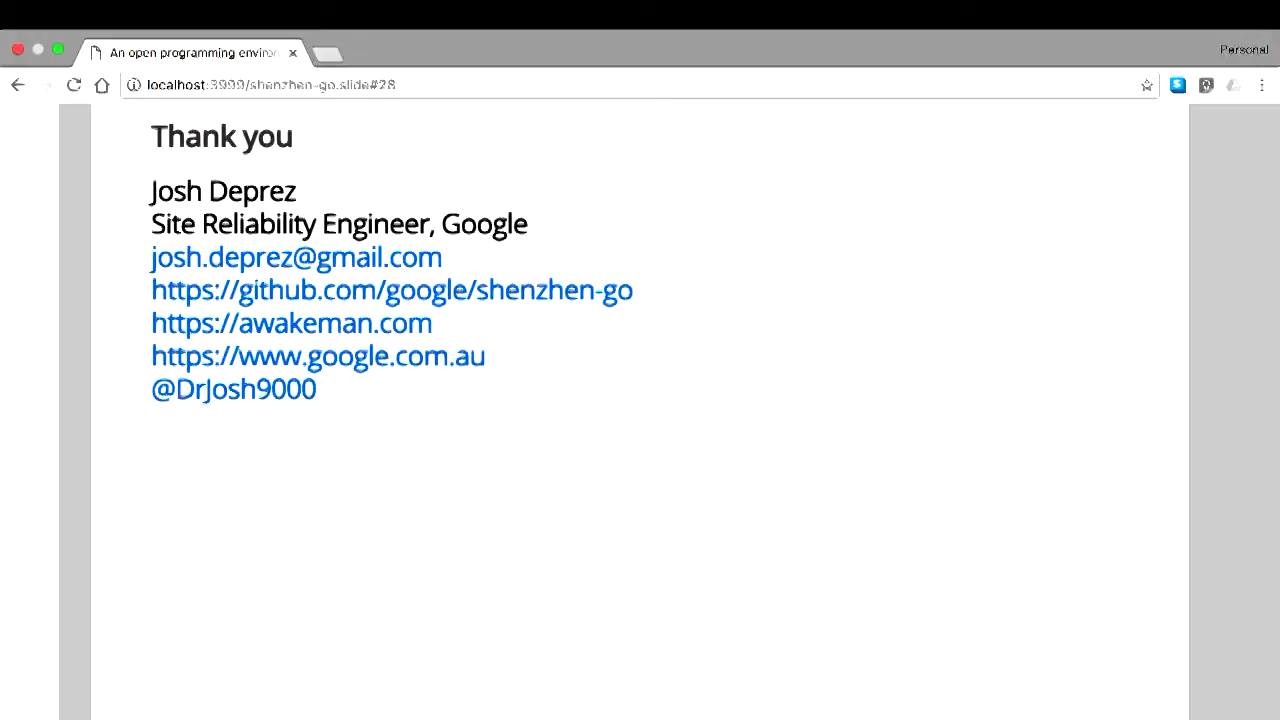 An open programming environ
Personal
localhost:3999/shenzhen-go.slide#28
Thank you
Josh Deprez
Site Reliability Engineer, Google
josh.deprez@gmail.com
https://github.com/google/shenzhen-go
https://awakeman.com
https://www.google.com.au
@DrJosh9000